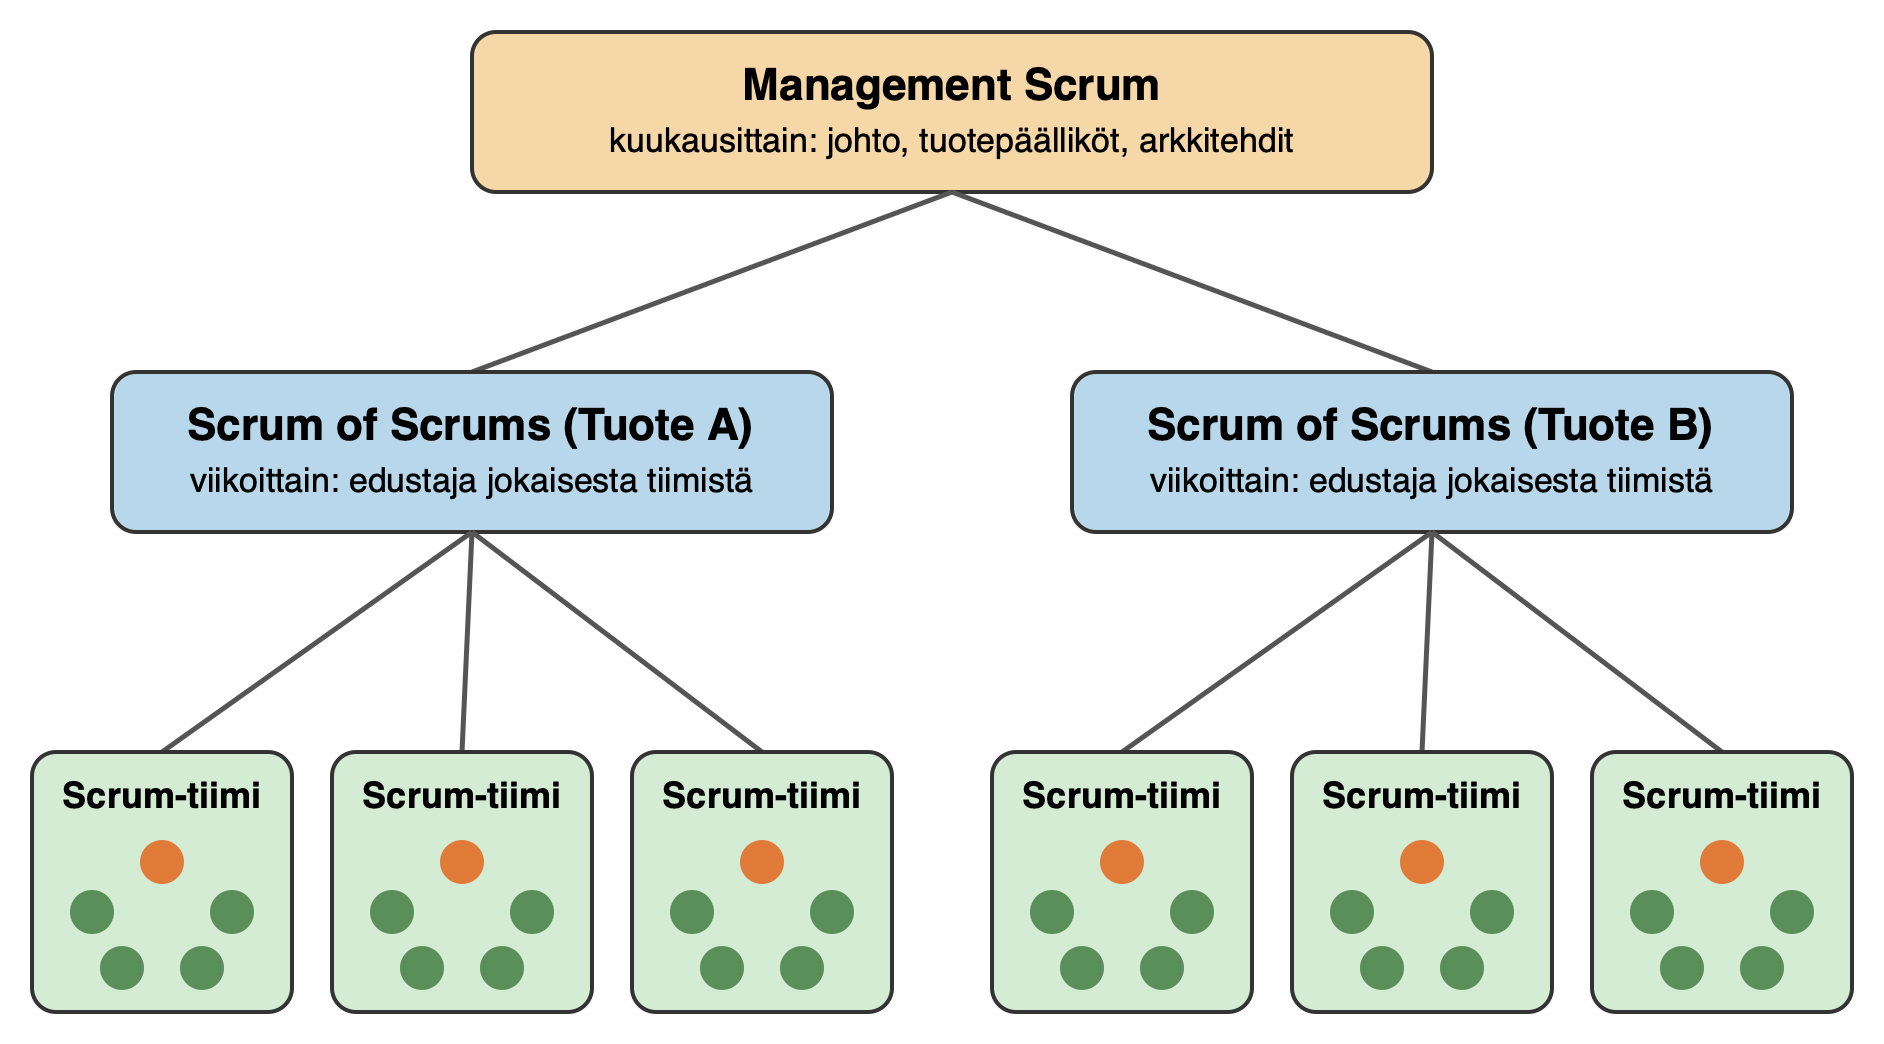 Management Scrum
kuukausittain: johto, tuotepäälliköt, arkkitehdit
Scrum of Scrums (Tuote A)
viikoittain: edustaja jokaisesta tiimistä
Scrum of Scrums (Tuote B)
viikoittain: edustaja jokaisesta tiimistä
Scrum-tiimi
Scrum-tiimi
Scrum-tiimi
Scrum-tiimi
Scrum-tiimi
Scrum-tiimi